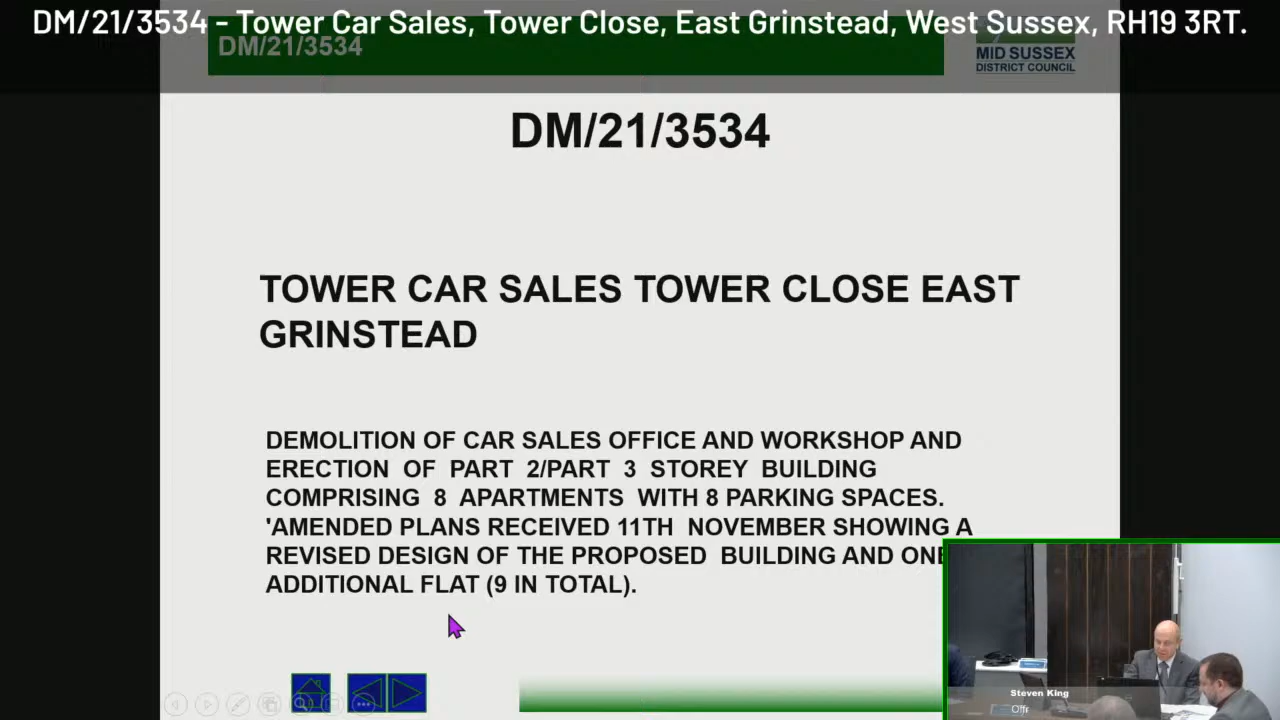 DM/21/3534 - Tower Car Sales, Tower Close, East Grinstead, West Sussex, RH19 3RT.
DM/21/3534
MID SUSSEX
DISTRICT COUNCIL
DM/21/3534
TOWER CAR SALES TOWER CLOSE EAST
GRINSTEAD
DEMOLITION OF CAR SALES OFFICE AND WORKSHOP AND
ERECTION OF PART 2/PART 3 STOREY BUILDING
COMPRISING 8 APARTMENTS WITH 8 PARKING SPACES.
'AMENDED PLANS RECEIVED 11TH NOVEMBER SHOWING A
REVISED DESIGN OF THE PROPOSED BUILDING AND ONE
ADDITIONAL FLAT (9 IN TOTAL).
Steven King
Offr